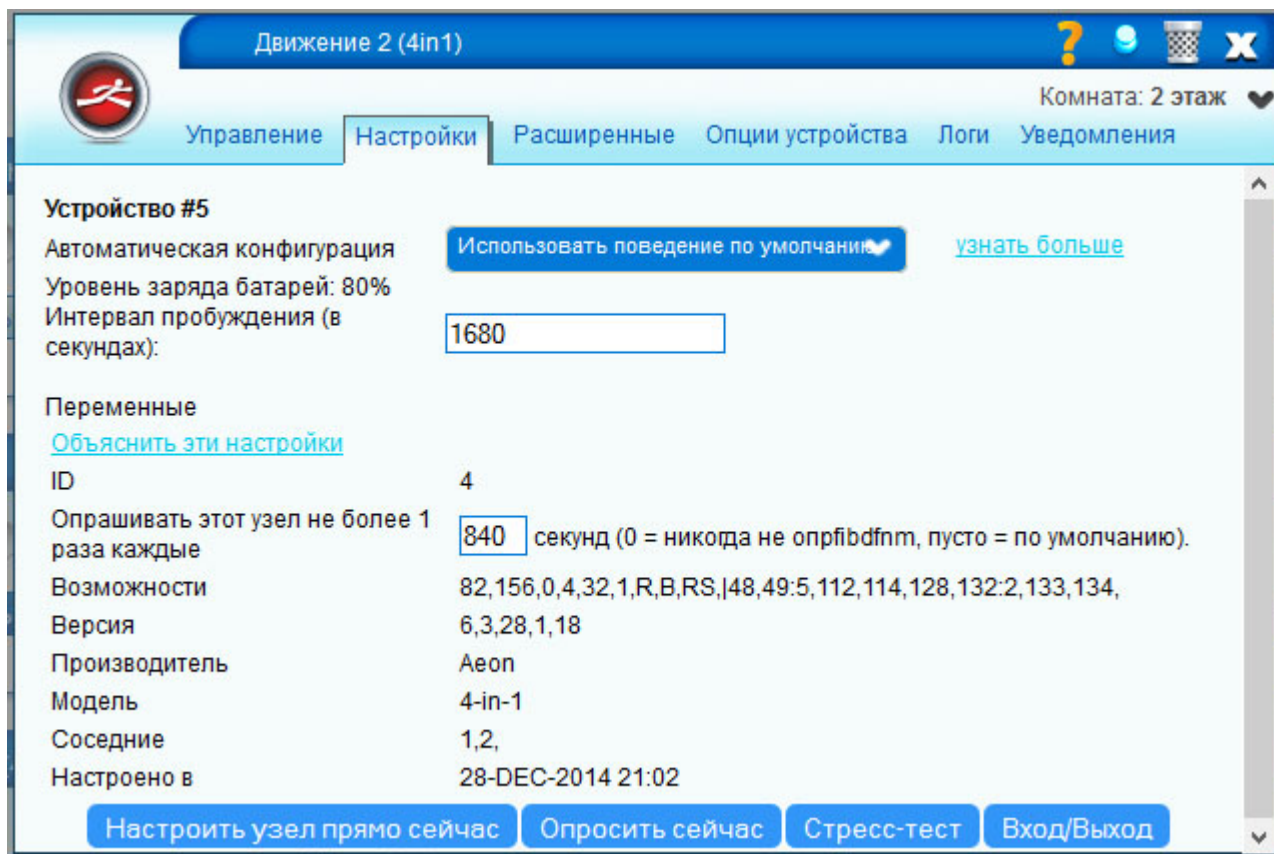 Движение 2 (4in1)
Комната: 2 этаж
Управление Настройки Расширенные Опции устройства Логи Уведомления
Устройство #5
Автоматическая конфигурация Использовать поведение по умолчанию узнать больше
Уровень заряда батарей: 80%
Интервал пробуждения (в
секундах): 1680
Переменные
Объяснить эти настройки
ID 4
Опрашивать этот узел не более 1
раза каждые 840 секунд (0 = никогда не опрfibdfnm, пусто = по умолчанию).
Возможности 82,156,0,4,32,1,R,B,RS,|48,49:5,112,114,128,132:2,133,134,
Версия 6,3,28,1,18
Производитель Aeon
Модель 4-in-1
Соседние 1,2,
Настроено в 28-DEC-2014 21:02
Настроить узел прямо сейчас Опросить сейчас Стресс-тест Вход/Выход